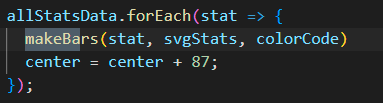 allStatsData.forEach(stat => {
  makeBars(stat, svgStats, colorCode)
  center = center + 87;
});